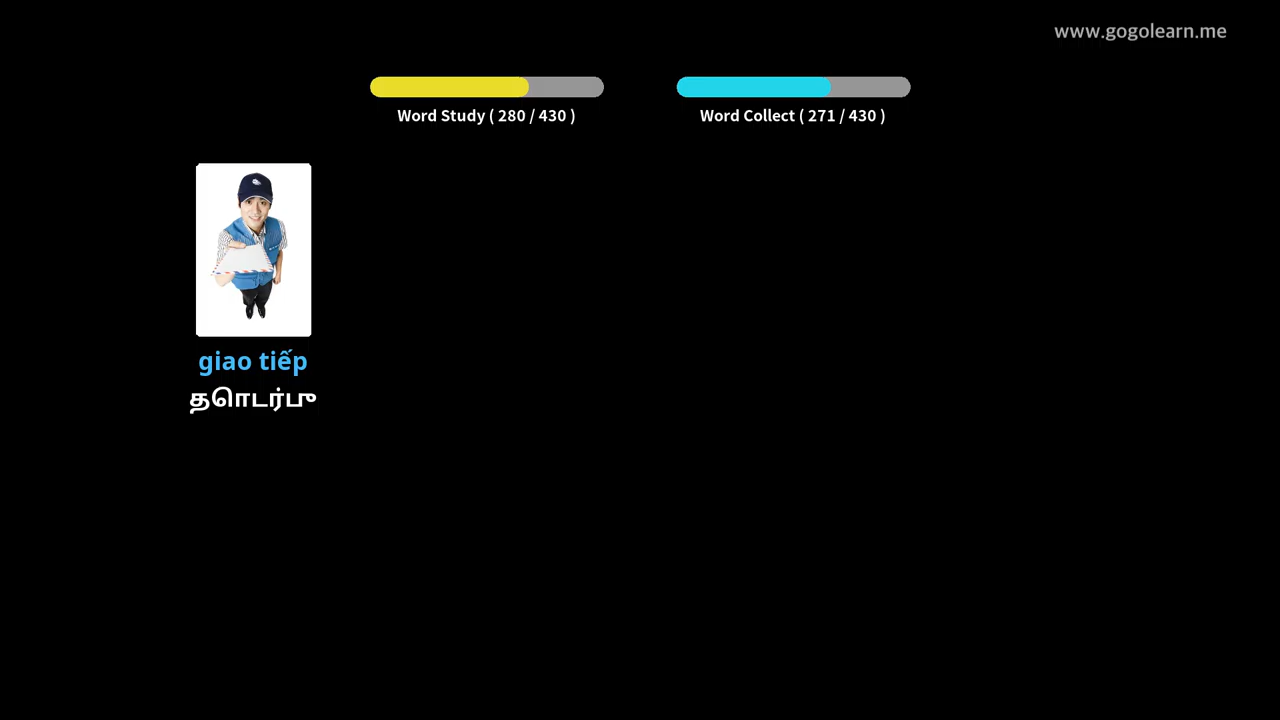 www.gogolearn.me
Word Study ( 280 / 430 )
Word Collect ( 271 / 430 )
giao tiếp
தொடர்பு